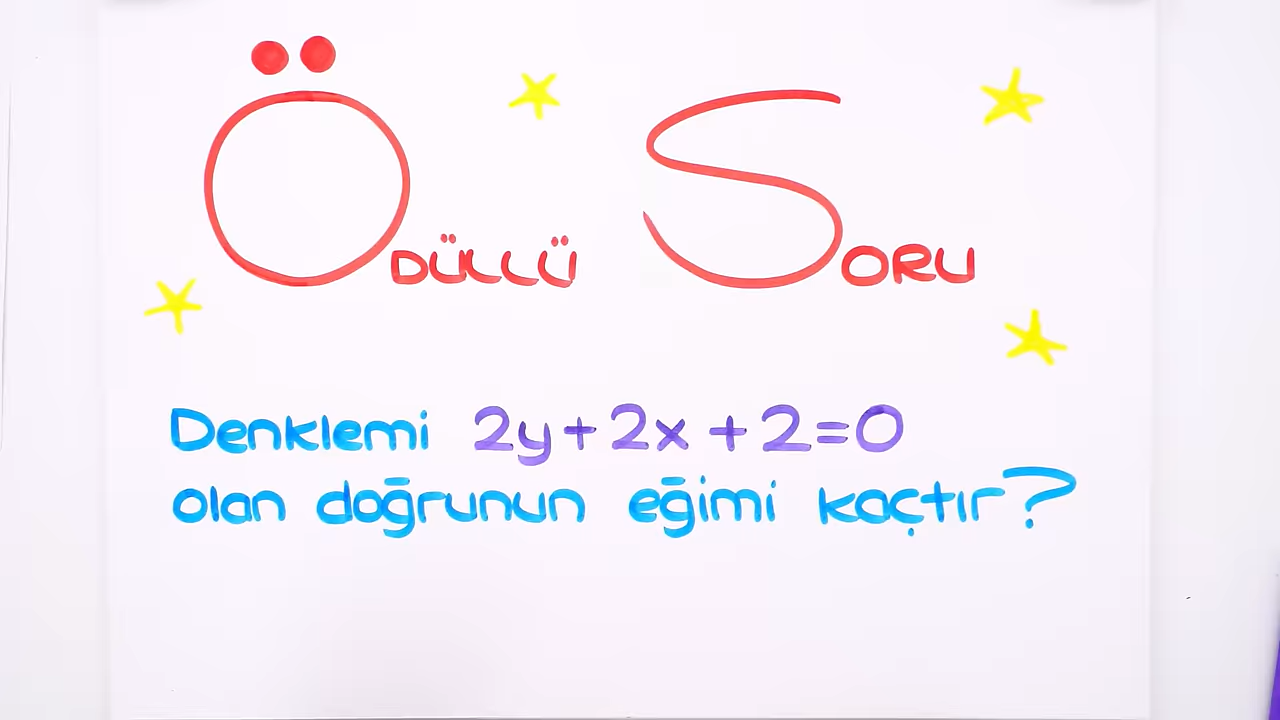 ÖDÜLLÜ SORU
Denklemi 2y+2x+2=0
olan doğrunun eğimi kaçtır?